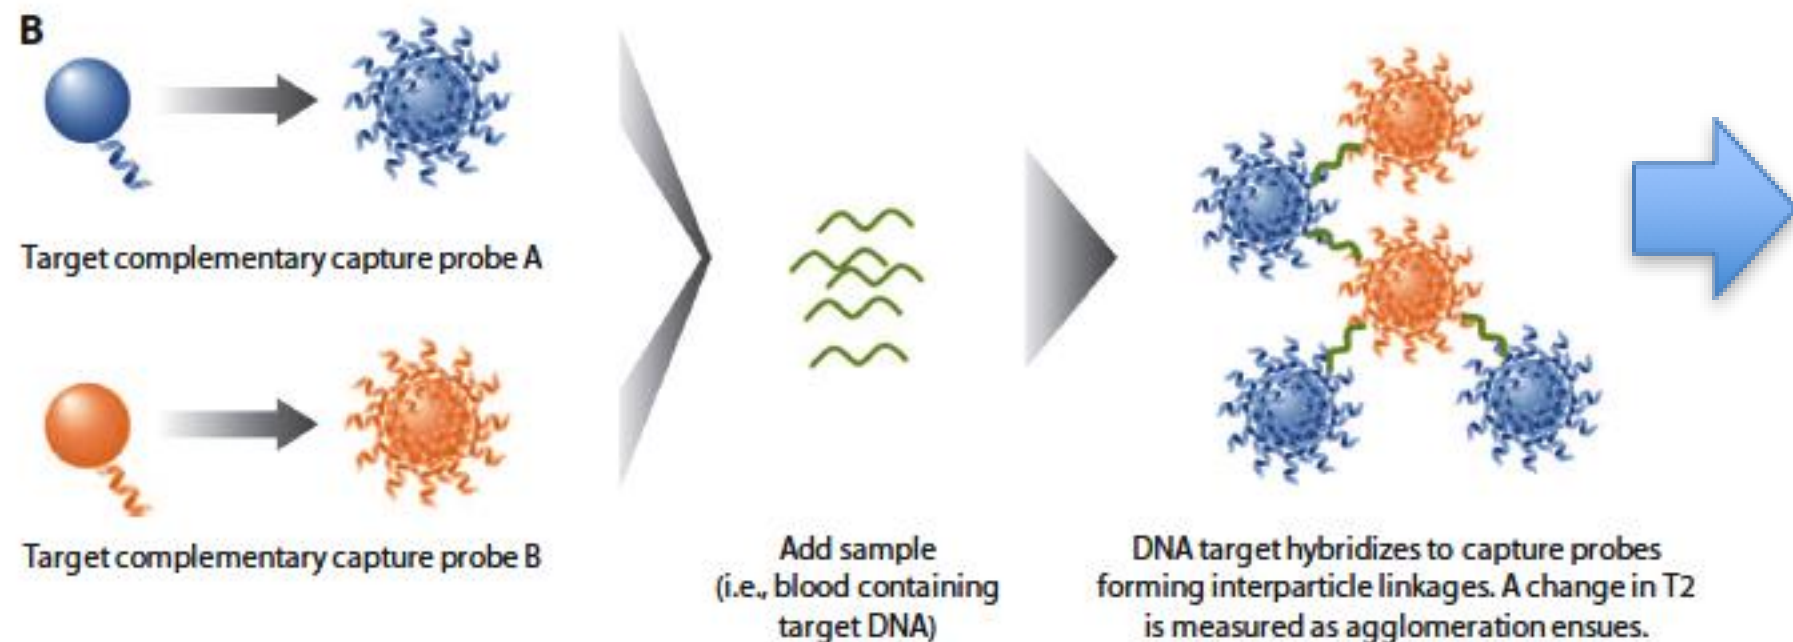 B
Target complementary capture probe A
Target complementary capture probe B
Add sample
(i.e., blood containing
target DNA)
DNA target hybridizes to capture probes
forming interparticle linkages. A change in T2
is measured as agglomeration ensues.